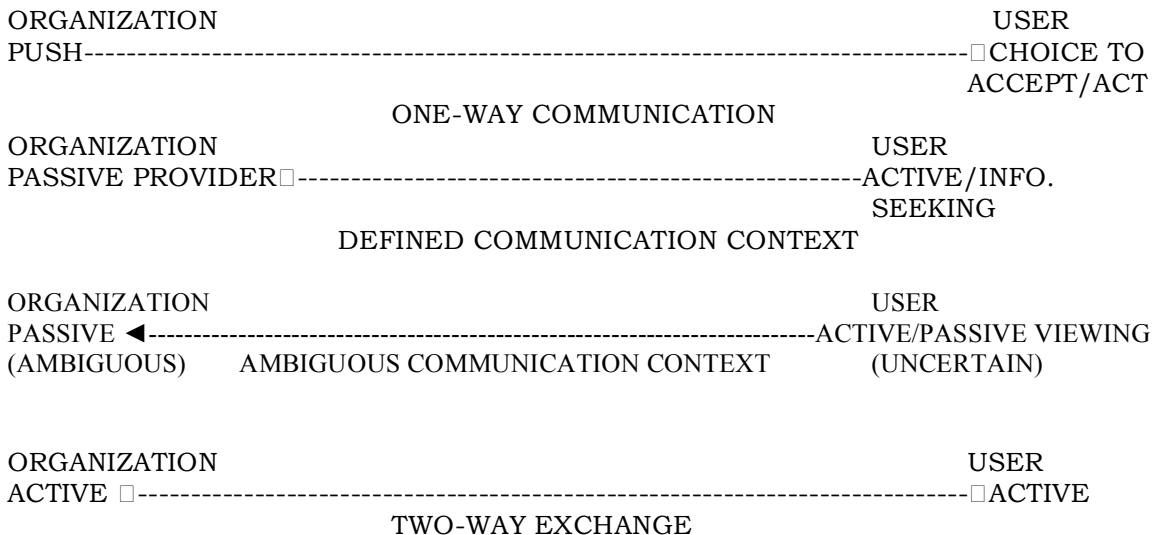 ORGANIZATION USER
PUSH------------------------------------------------------------------------------------□CHOICE TO
ACCEPT/ACT
ONE-WAY COMMUNICATION
ORGANIZATION USER
PASSIVE PROVIDER□------------------------------------------------------ACTIVE/INFO.
SEEKING
DEFINED COMMUNICATION CONTEXT
ORGANIZATION USER
PASSIVE ◄--------------------------------------------------------------------------ACTIVE/PASSIVE VIEWING
(AMBIGUOUS) AMBIGUOUS COMMUNICATION CONTEXT (UNCERTAIN)
ORGANIZATION USER
ACTIVE □-------------------------------------------------------------------------------□ACTIVE
TWO-WAY EXCHANGE